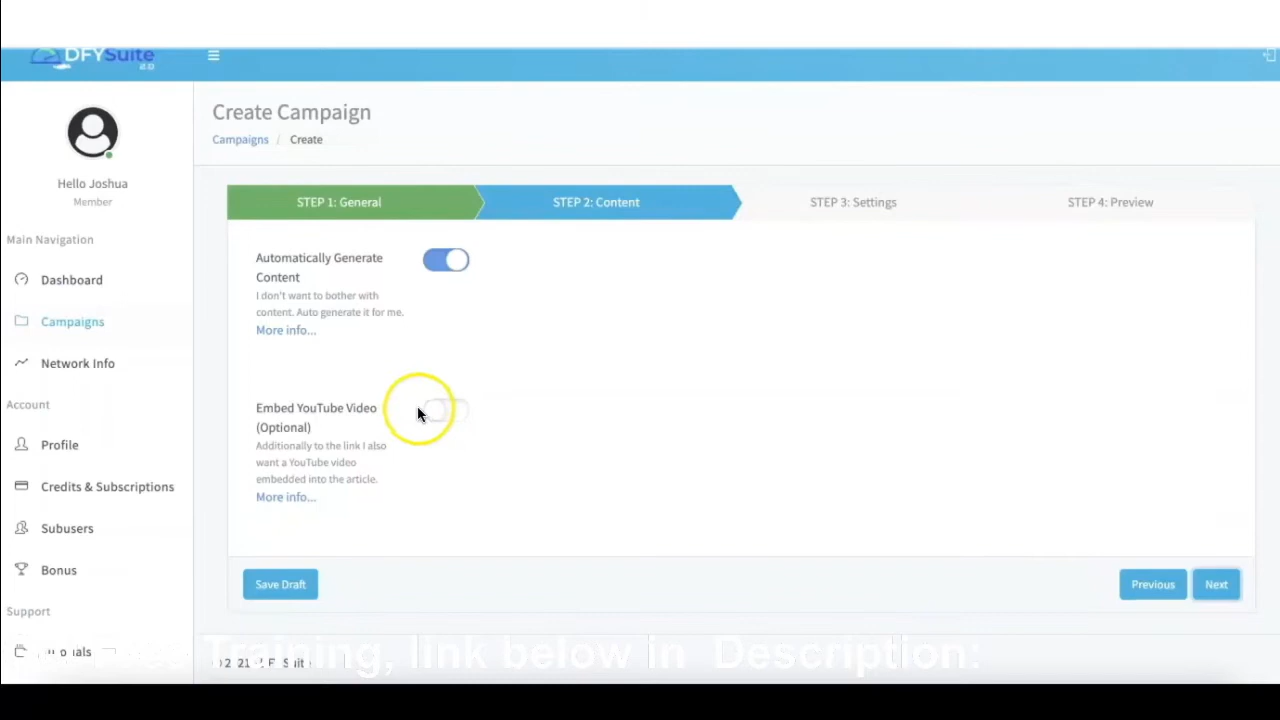 DFYSuite
2.0
Create Campaign
Campaigns / Create
Hello Joshua
Member
Main Navigation
Dashboard
Campaigns
Network Info
Account
Profile
Credits & Subscriptions
Subusers
Bonus
Support
STEP 1: General
STEP 2: Content
STEP 3: Settings
STEP 4: Preview
Automatically Generate
Content
I don't want to bother with
content. Auto generate it for me.
More info...
Embed YouTube Video
(Optional)
Additionally to the link I also
want a YouTube video
embedded into the article.
More info...
Save Draft
Previous
Next
Training, link below in Description: